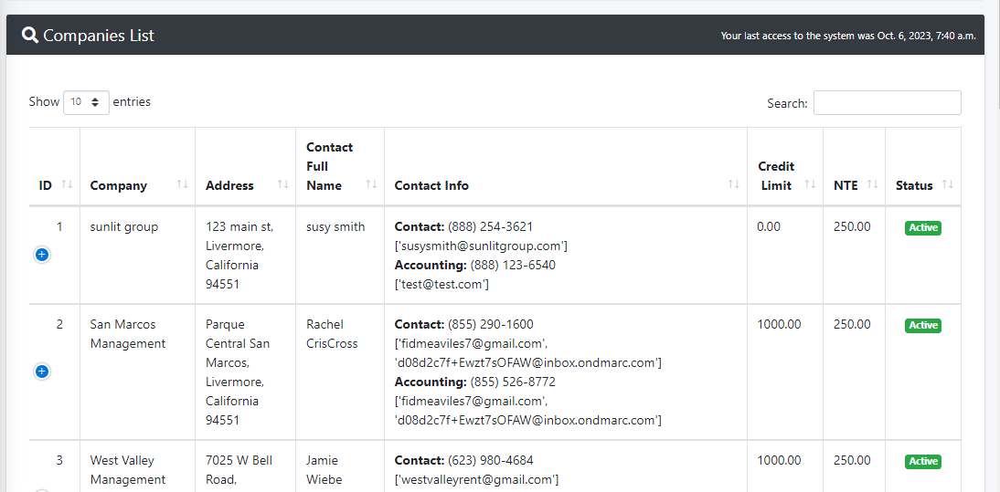 Companies List
Your last access to the system was Oct. 6, 2023, 7:40 a.m.
Show 10 entries
Search:
ID
Company
Address
Contact
Full
Name
Contact Info
Credit
Limit
NTE
Status
1
sunlit group
123 main st,
Livermore,
California
94551
susy smith
Contact: (888) 254-3621
['susysmith@sunlitgroup.com']
Accounting: (888) 123-6540
['test@test.com']
0.00
250.00
Active
2
San Marcos
Management
Parque
Central San
Marcos,
Livermore,
California
94551
Rachel
CrisCross
Contact: (855) 290-1600
['fidmeaviles7@gmail.com',
'd08d2c7f+Ewzt7sOFAW@inbox.ondmarc.com']
Accounting: (855) 526-8772
['fidmeaviles7@gmail.com',
'd08d2c7f+Ewzt7sOFAW@inbox.ondmarc.com']
1000.00
250.00
Active
3
West Valley
Management
7025 W Bell
Road,
Jamie
Wiebe
Contact: (623) 980-4684
['westvalleyrent@gmail.com']
1000.00
250.00
Active